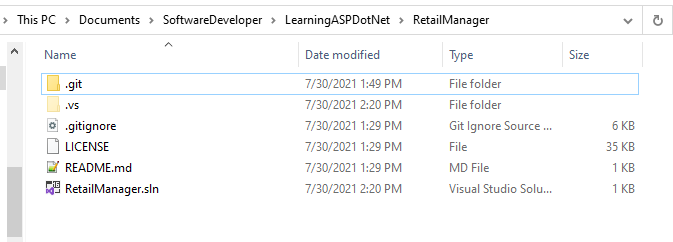 This PC > Documents > SoftwareDeveloper > LearningASPDotNet > RetailManager
Name Date modified Type Size
.git 7/30/2021 1:49 PM File folder
.vs 7/30/2021 2:20 PM File folder
.gitignore 7/30/2021 1:29 PM Git Ignore Source ... 6 KB
LICENSE 7/30/2021 1:29 PM File 35 KB
README.md 7/30/2021 1:29 PM MD File 1 KB
RetailManager.sln 7/30/2021 2:20 PM Visual Studio Solu... 1 KB